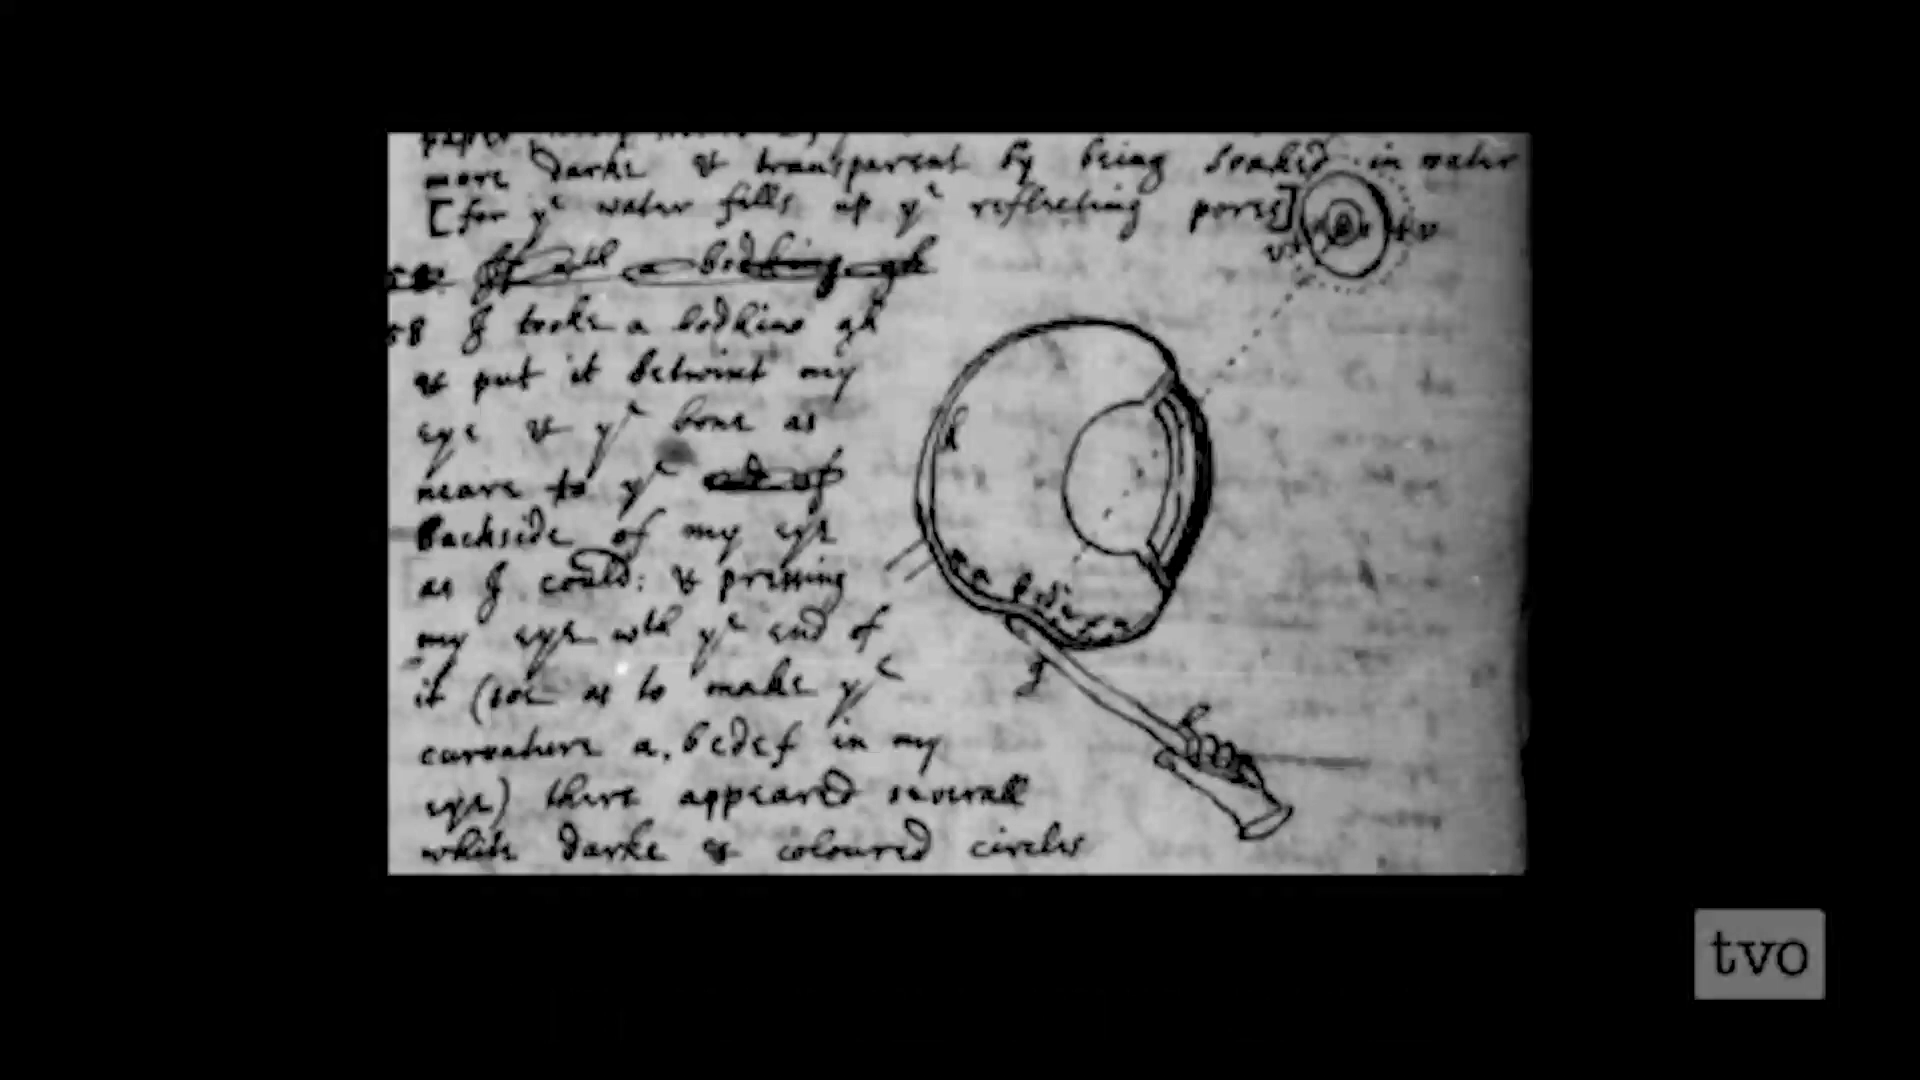 more darke & transparent by being soaked in water
[for yᵉ water fills up yᵉ reflecting pores]
58 I tooke a bodkine gh
& put it betwixt my
eye & yᵉ bone as
neare to yᵉ
backside of my eye
as I could: & pressing
my eye wth yᵉ end of
it (soe as to make yᵉ
curvature a, bcdef in my
eye) there appeared severall
white darke & coloured circles
g
h
tvo